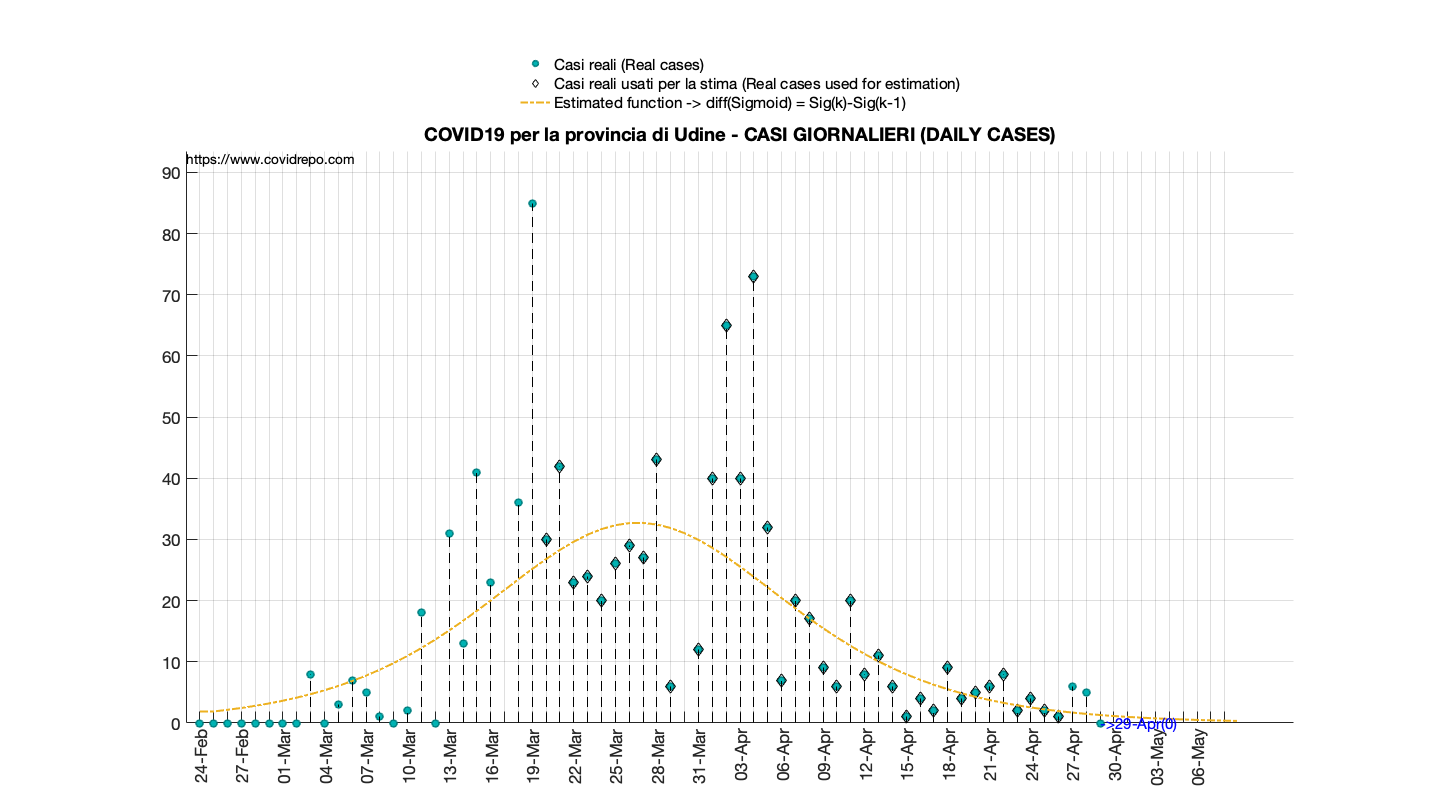 Casi reali (Real cases)
Casi reali usati per la stima (Real cases used for estimation)
Estimated function -> diff(Sigmoid) = Sig(k)-Sig(k-1)
COVID19 per la provincia di Udine - CASI GIORNALIERI (DAILY CASES)
https://www.covidrepo.com
90
80
70
60
50
40
30
20
10
0
->29-Apr(0)
24-Feb
27-Feb
01-Mar
04-Mar
07-Mar
10-Mar
13-Mar
16-Mar
19-Mar
22-Mar
25-Mar
28-Mar
31-Mar
03-Apr
06-Apr
09-Apr
12-Apr
15-Apr
18-Apr
21-Apr
24-Apr
27-Apr
30-Apr
03-May
06-May